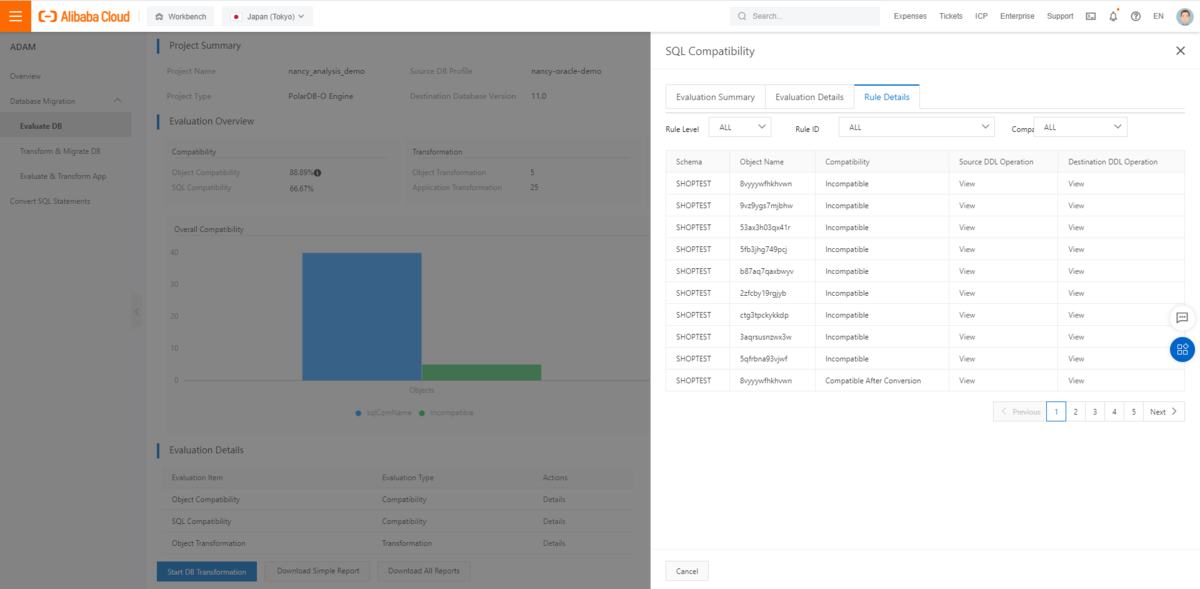 Alibaba Cloud Workbench Japan (Tokyo) Search... Expenses Tickets ICP Enterprise Support EN
ADAM
Overview
Database Migration
Evaluate DB
Transform & Migrate DB
Evaluate & Transform App
Convert SQL Statements
Project Summary
Project Name nancy_analysis_demo Source DB Profile nancy-oracle-demo
Project Type PolarDB-O Engine Destination Database Version 11.0
Evaluation Overview
Compatibility
Object Compatibility 88.89%
SQL Compatibility 66.67%
Transformation
Object Transformation 5
Application Transformation 25
Overall Compatibility
40
30
20
10
0
Objects
sqlComName Incompatible
Evaluation Details
Evaluation Item Evaluation Type Actions
Object Compatibility Compatibility Details
SQL Compatibility Compatibility Details
Object Transformation Transformation Details
Start DB Transformation Download Simple Report Download All Reports
SQL Compatibility
Evaluation Summary Evaluation Details Rule Details
Rule Level ALL Rule ID ALL Compa ALL
Schema Object Name Compatibility Source DDL Operation Destination DDL Operation
SHOPTEST 8vyyywfhkhvwn Incompatible View View
SHOPTEST 9vz9ygs7mjbhw Incompatible View View
SHOPTEST 53ax3h03qx41r Incompatible View View
SHOPTEST 5fb3jhg749pcj Incompatible View View
SHOPTEST b87aq7qaxbwyv Incompatible View View
SHOPTEST 2zfcby19rgjyb Incompatible View View
SHOPTEST ctg3tpckykkdp Incompatible View View
SHOPTEST 3aqrsusnzwx3w Incompatible View View
SHOPTEST 5qfrbna93vjwf Incompatible View View
SHOPTEST 8vyyywfhkhvwn Compatible After Conversion View View
Previous 1 2 3 4 5 Next
Cancel